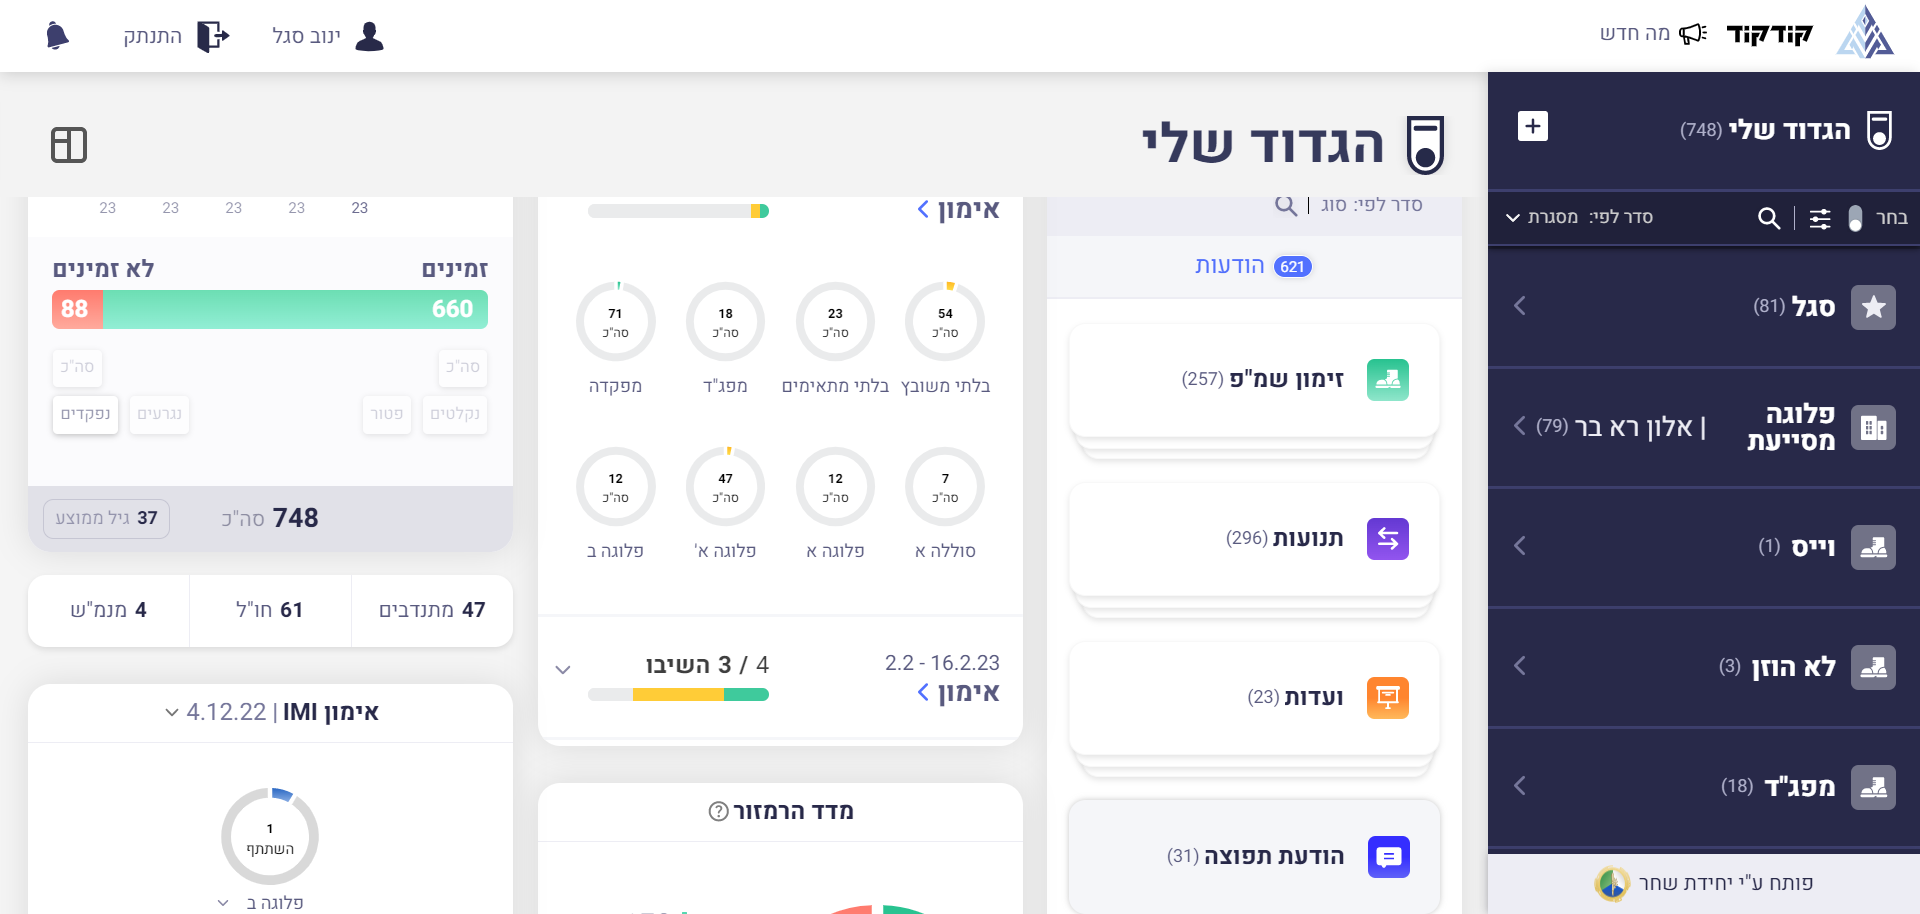 קודקוד
מה חדש
ינוב סגל
התנתק
הגדוד שלי (748)
בחר
סדר לפי: מסגרת
סגל (81)
פלוגה מסייעת | אלון רא בר (79)
וייס (1)
לא הוזן (3)
מפג"ד (18)
פותח ע"י יחידת שחר
הגדוד שלי
סדר לפי: סוג
621 הודעות
זימון שמ"פ (257)
תנועות (296)
ועדות (23)
הודעת תפוצה (31)
אימון
54 סה"כ
בלתי משובץ
23 סה"כ
בלתי מתאימים
18 סה"כ
מפג"ד
71 סה"כ
מפקדה
7 סה"כ
סוללה א
12 סה"כ
פלוגה א
47 סה"כ
פלוגה א'
12 סה"כ
פלוגה ב
2.2 - 16.2.23
אימון
4 / 3 השיבו
מדד הרמזור
23 23 23 23 23
זמינים
לא זמינים
660
88
סה"כ
סה"כ
נקלטים
פטור
נגרעים
נפקדים
748 סה"כ
37 גיל ממוצע
47 מתנדבים
61 חו"ל
4 מנמ"ש
אימון IMI | 4.12.22
1
השתתף
פלוגה ב